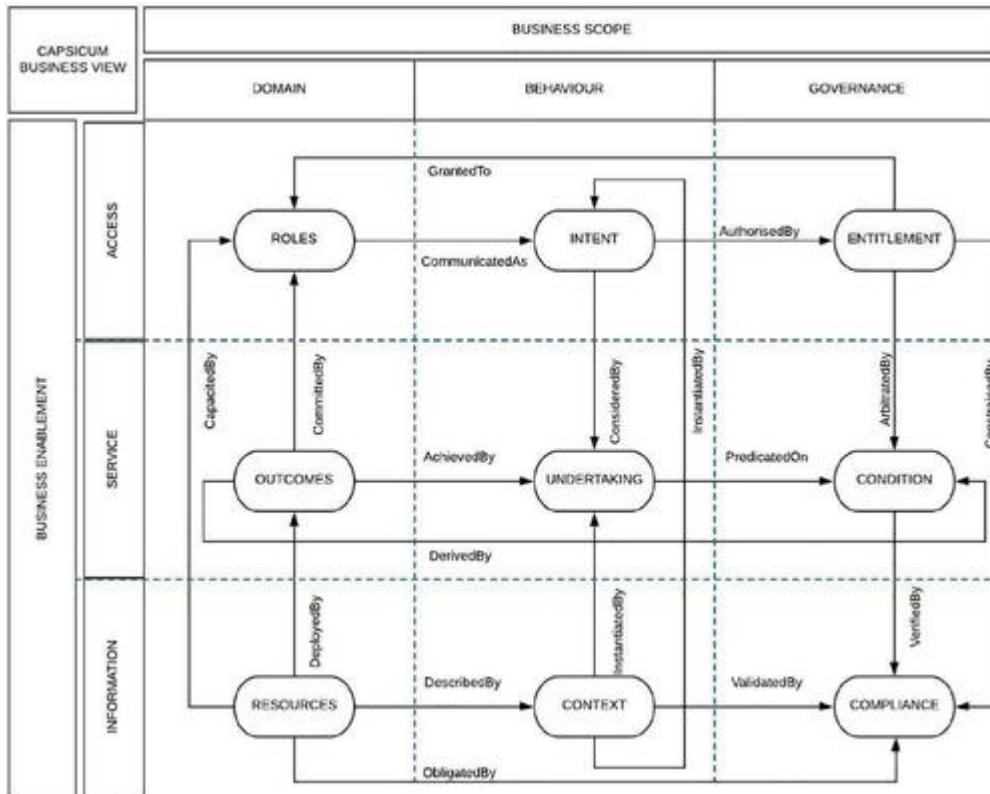 CAPSICUM
BUSINESS VIEW
BUSINESS SCOPE
DOMAIN
BEHAVIOUR
GOVERNANCE
BUSINESS ENABLEMENT
ACCESS
GrantedTo
ROLES
INTENT
AuthorisedBy
ENTITLEMENT
CommunicatedAs
SERVICE
CapacitedBy
CommittedBy
ConsideredBy
InstantiatedBy
ArbitratedBy
ConstrainedBy
AchievedBy
PredicatedOn
OUTCOMES
UNDERTAKING
CONDITION
DerivedBy
INFORMATION
DeployedBy
InstantiatedBy
VerifiedBy
DescribedBy
ValidatedBy
RESOURCES
CONTEXT
COMPLIANCE
ObligatedBy